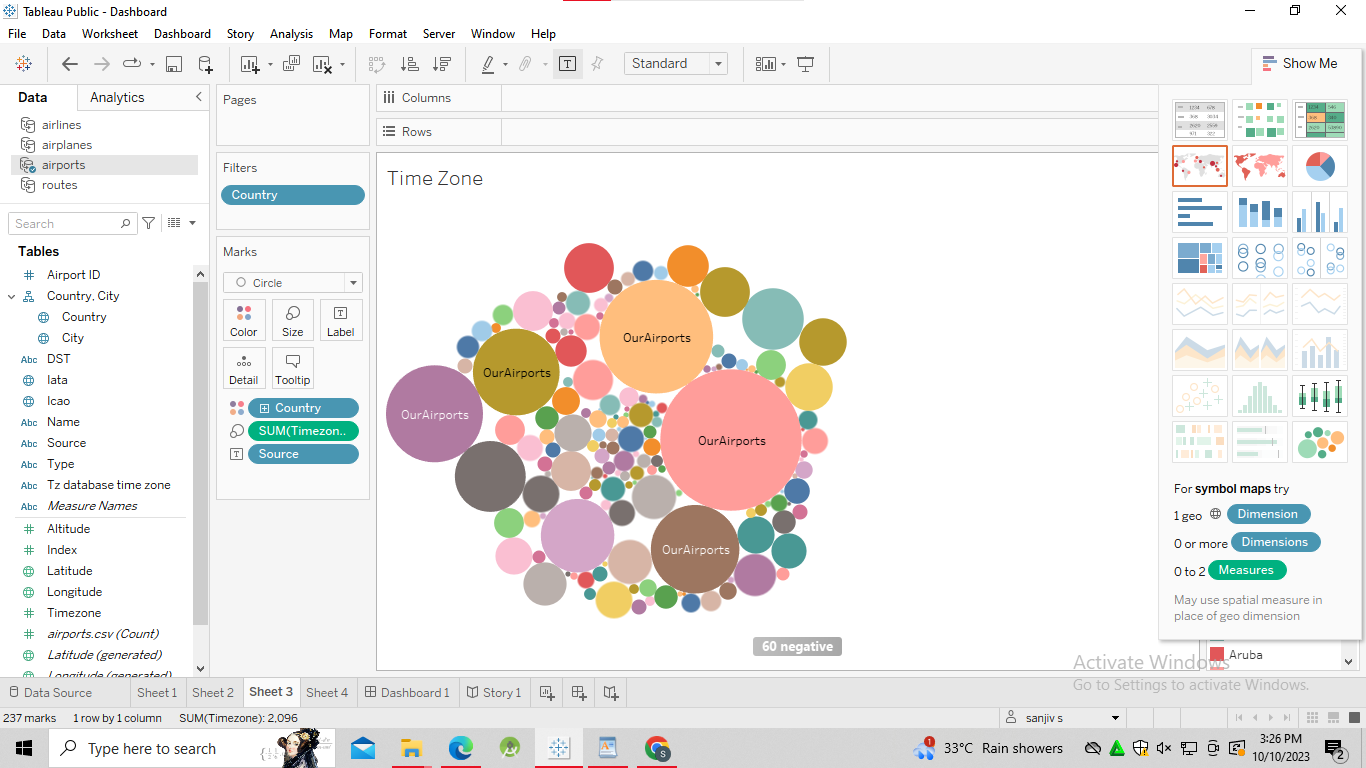 Tableau Public - Dashboard
File Data Worksheet Dashboard Story Analysis Map Format Server Window Help
Standard
Show Me
Data Analytics
airlines
airplanes
airports
routes
Search
Tables
Airport ID
Country, City
Country
City
Abc DST
Abc Iata
Abc Icao
Abc Name
Abc Source
Abc Type
Abc Tz database time zone
Abc Measure Names
Altitude
Index
Latitude
Longitude
Timezone
airports.csv (Count)
Latitude (generated)
Longitude (generated)
Pages
Filters
Country
Marks
Circle
Color Size Label
Detail Tooltip
Country
SUM(Timezon..
Source
Columns
Rows
Time Zone
OurAirports
OurAirports
OurAirports
OurAirports
OurAirports
60 negative
For symbol maps try
1 geo Dimension
0 or more Dimensions
0 to 2 Measures
May use spatial measure in
place of geo dimension
Aruba
Activate Windows
Go to Settings to activate Windows.
Data Source Sheet 1 Sheet 2 Sheet 3 Sheet 4 Dashboard 1 Story 1
237 marks 1 row by 1 column SUM(Timezone): 2,096
sanjiv s
Type here to search
33°C Rain showers
3:26 PM
10/10/2023
2